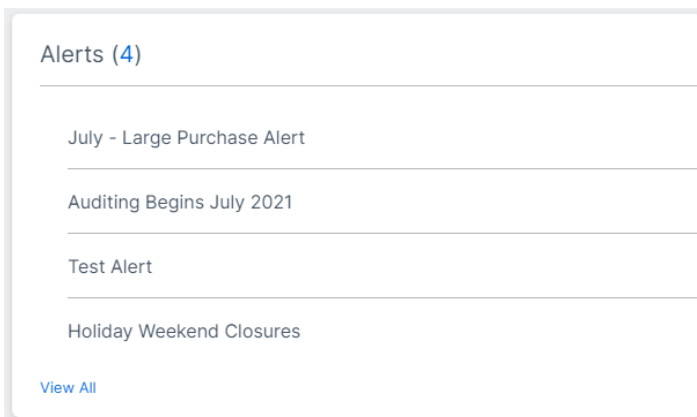 Alerts (4)
July - Large Purchase Alert
Auditing Begins July 2021
Test Alert
Holiday Weekend Closures
View All